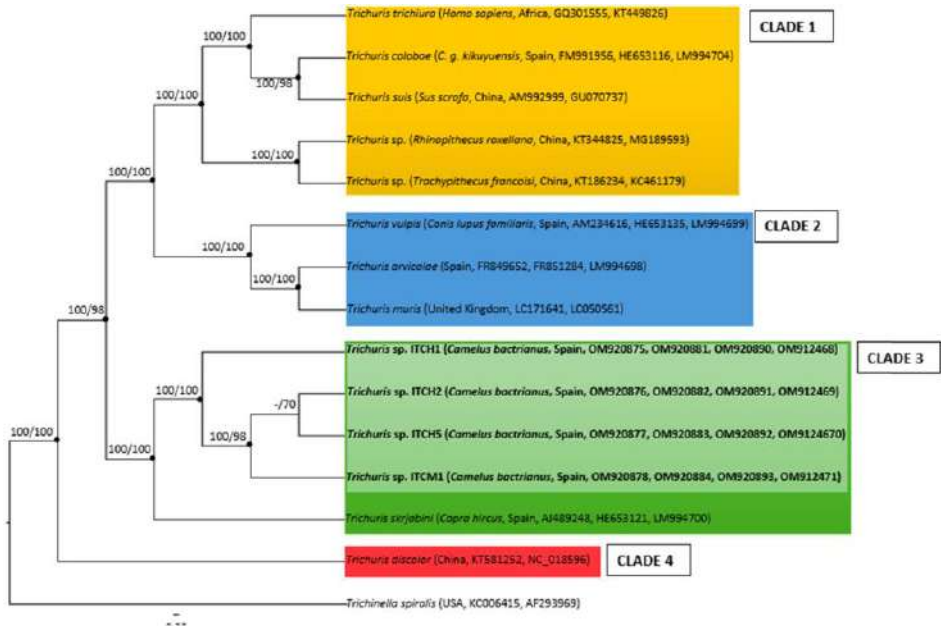 Trichuris trichiura (Homo sapiens, Africa, GQ301555, KT449826)
CLADE 1
100/100
Trichuris colobae (C. g. kikuyuensis, Spain, FM991956, HE653116, LM994704)
100/100
100/98
Trichuris suis (Sus scrofa, China, AM992999, GU070737)
Trichuris sp. (Rhinopithecus roxellana, China, KT344825, MG189593)
100/100
100/100
Trichuris sp. (Trachypithecus francoisi, China, KT186234, KC461179)
Trichuris vulpis (Canis lupus familiaris, Spain, AM234616, HE653135, LM994699)
CLADE 2
100/100
Trichuris arvicolae (Spain, FR849652, FR851284, LM994698)
100/100
Trichuris muris (United Kingdom, LC171641, LC050561)
100/98
Trichuris sp. ITCH1 (Camelus bactrianus, Spain, OM920875, OM920881, OM920890, OM912468)
CLADE 3
100/100
Trichuris sp. ITCH2 (Camelus bactrianus, Spain, OM920876, OM920882, OM920891, OM912469)
-/70
100/100
100/98
Trichuris sp. ITCH5 (Camelus bactrianus, Spain, OM920877, OM920883, OM920892, OM9124670)
100/100
Trichuris sp. ITCM1 (Camelus bactrianus, Spain, OM920878, OM920884, OM920893, OM912471)
Trichuris skrjabini (Capra hircus, Spain, AJ489248, HE653121, LM994700)
Trichuris discolor (China, KT581252, NC_018596)
CLADE 4
Trichinella spiralis (USA, KC006415, AF293969)